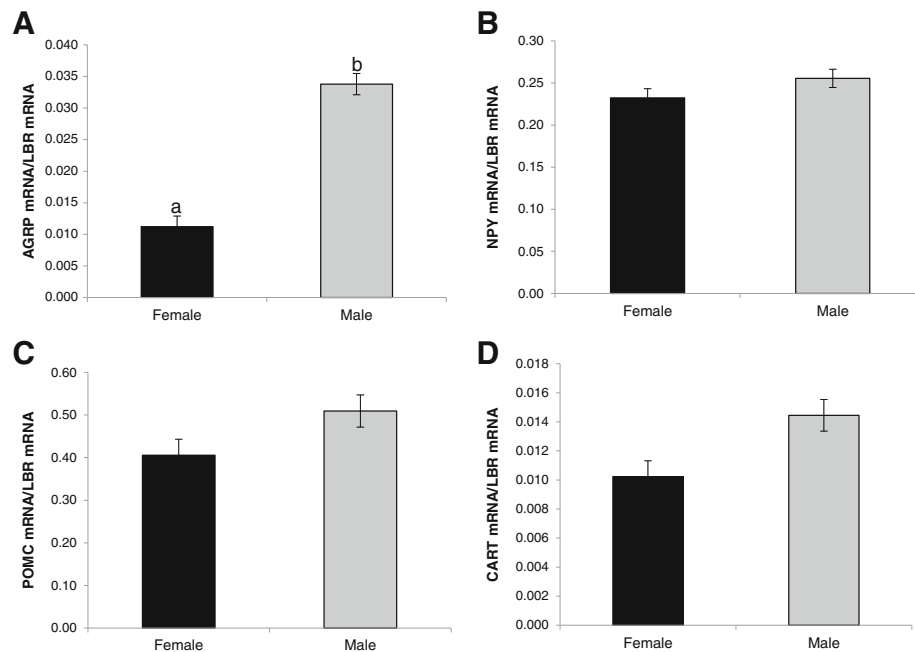 A
AGRP mRNA/LBR mRNA
0.040
0.035
0.030
0.025
0.020
0.015
0.010
0.005
0.000
a
b
Female
Male
B
NPY mRNA/LBR mRNA
0.30
0.25
0.20
0.15
0.10
0.05
0.00
Female
Male
C
POMC mRNA/LBR mRNA
0.60
0.50
0.40
0.30
0.20
0.10
0.00
Female
Male
D
CART mRNA/LBR mRNA
0.018
0.016
0.014
0.012
0.010
0.008
0.006
0.004
0.002
0.000
Female
Male